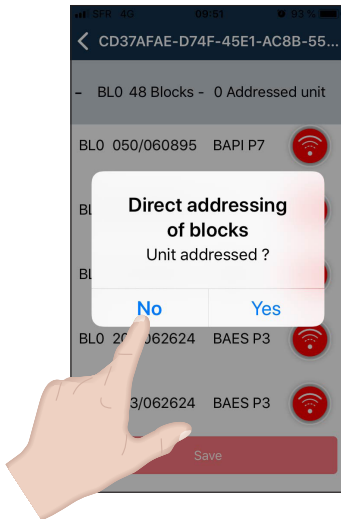 SFR 4G 09:51 93 %
CD37AFAE-D74F-45E1-AC8B-55...
- BL0 48 Blocks - 0 Addressed unit
BL0 050/060895 BAPI P7
Direct addressing
of blocks
Unit addressed ?
No Yes
BL0 062624 BAES P3
3/062624 BAES P3
Save